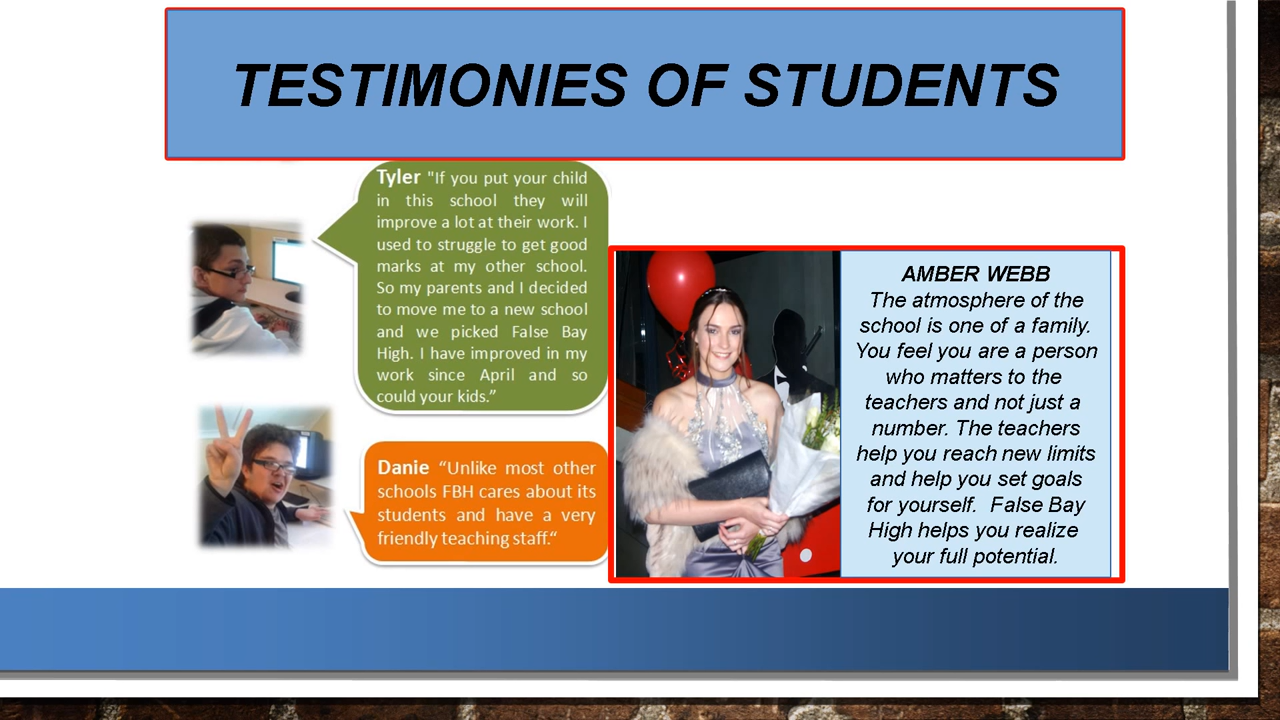 TESTIMONIES OF STUDENTS
Tyler "If you put your child
in this school they will
improve a lot at their work. I
used to struggle to get good
marks at my other school.
So my parents and I decided
to move me to a new school
and we picked False Bay
High. I have improved in my
work since April and so
could your kids.”
Danie “Unlike most other
schools FBH cares about its
students and have a very
friendly teaching staff.“
AMBER WEBB
The atmosphere of the
school is one of a family.
You feel you are a person
who matters to the
teachers and not just a
number. The teachers
help you reach new limits
and help you set goals
for yourself.  False Bay
High helps you realize
your full potential.